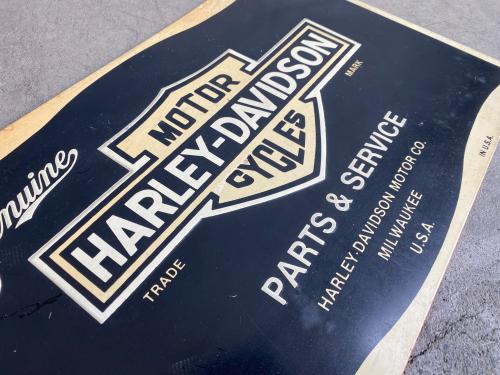 Genuine
MOTOR
HARLEY-DAVIDSON
CYCLES
TRADE
MARK
PARTS & SERVICE
HARLEY-DAVIDSON MOTOR CO.
MILWAUKEE
U.S.A.
IN U.S.A.